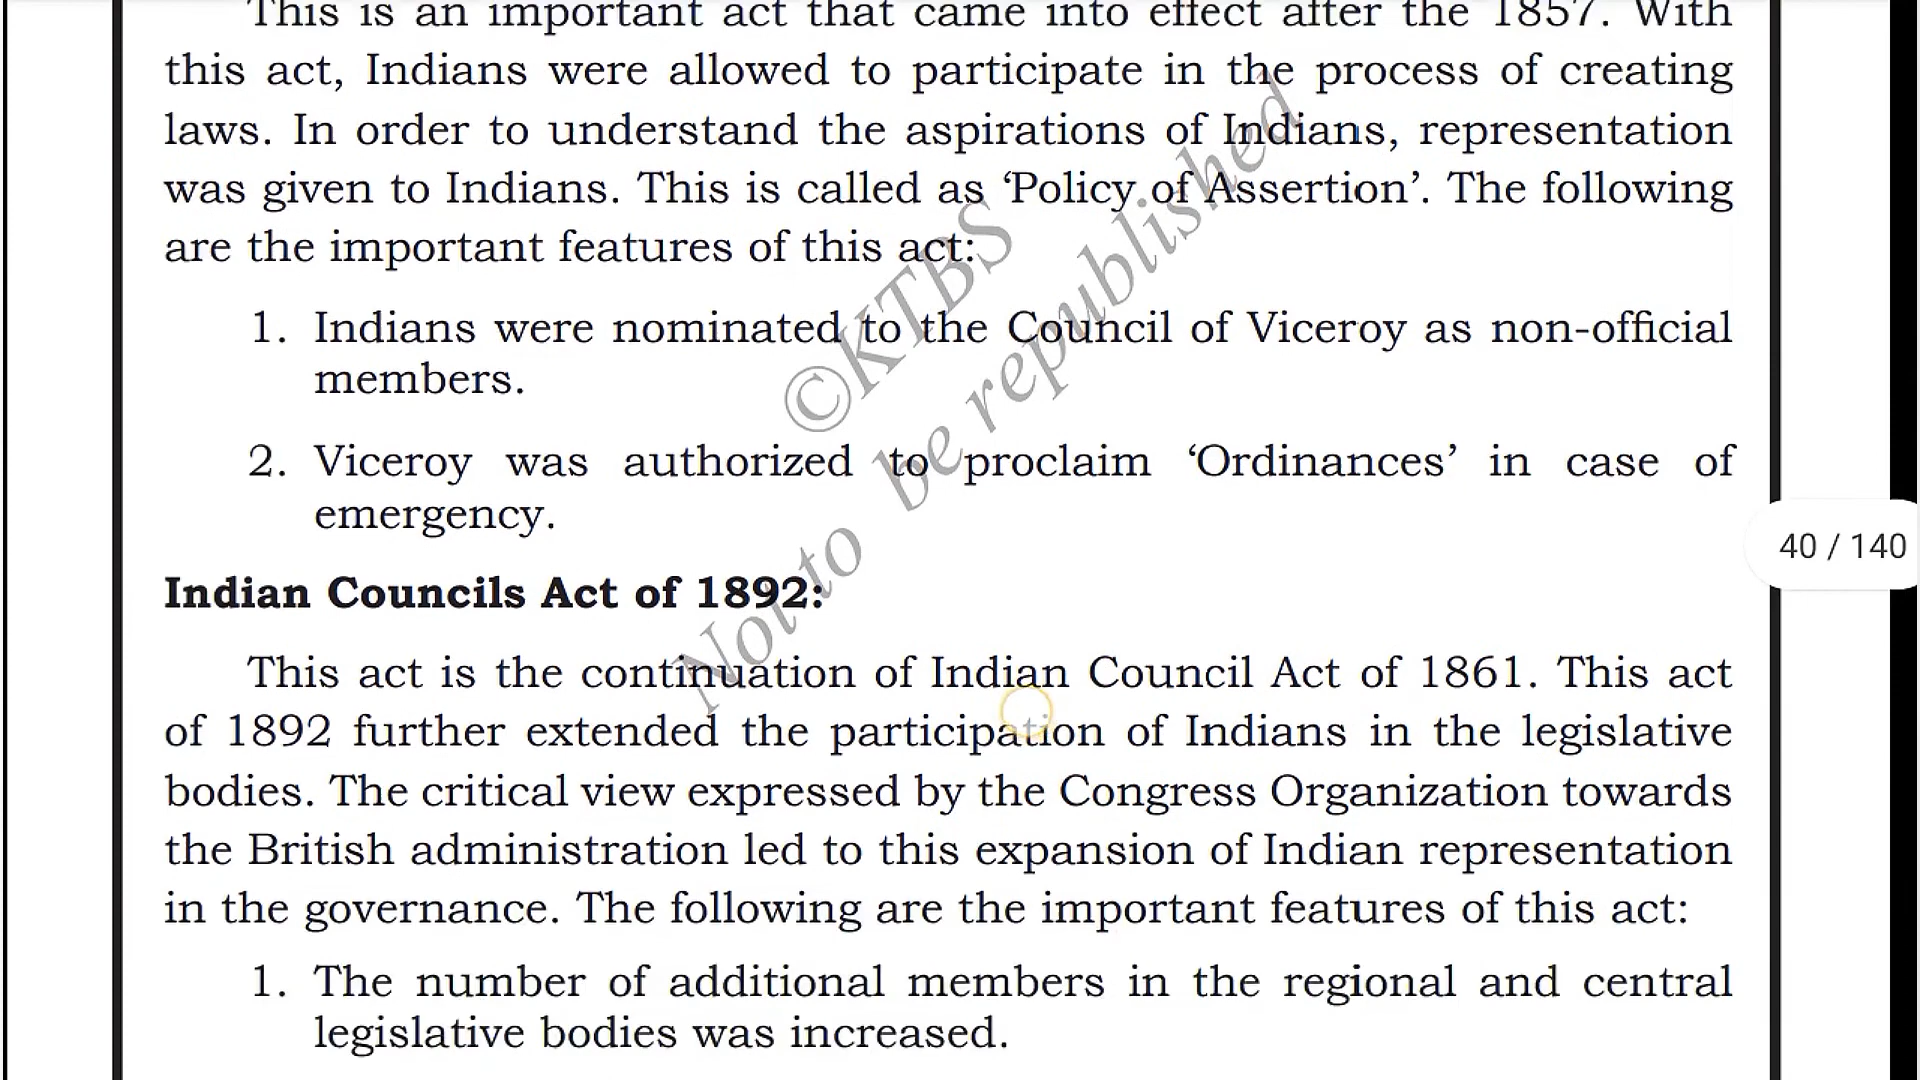 This is an important act that came into effect after the 1857. With
this act, Indians were allowed to participate in the process of creating
laws. In order to understand the aspirations of Indians, representation
was given to Indians. This is called as ‘Policy of Assertion’. The following
are the important features of this act:
1. Indians were nominated to the Council of Viceroy as non-official
members.
2. Viceroy was authorized to proclaim ‘Ordinances’ in case of
emergency.
Indian Councils Act of 1892:
This act is the continuation of Indian Council Act of 1861. This act
of 1892 further extended the participation of Indians in the legislative
bodies. The critical view expressed by the Congress Organization towards
the British administration led to this expansion of Indian representation
in the governance. The following are the important features of this act:
1. The number of additional members in the regional and central
legislative bodies was increased.
©KTBS
Not to be republished
40 / 140